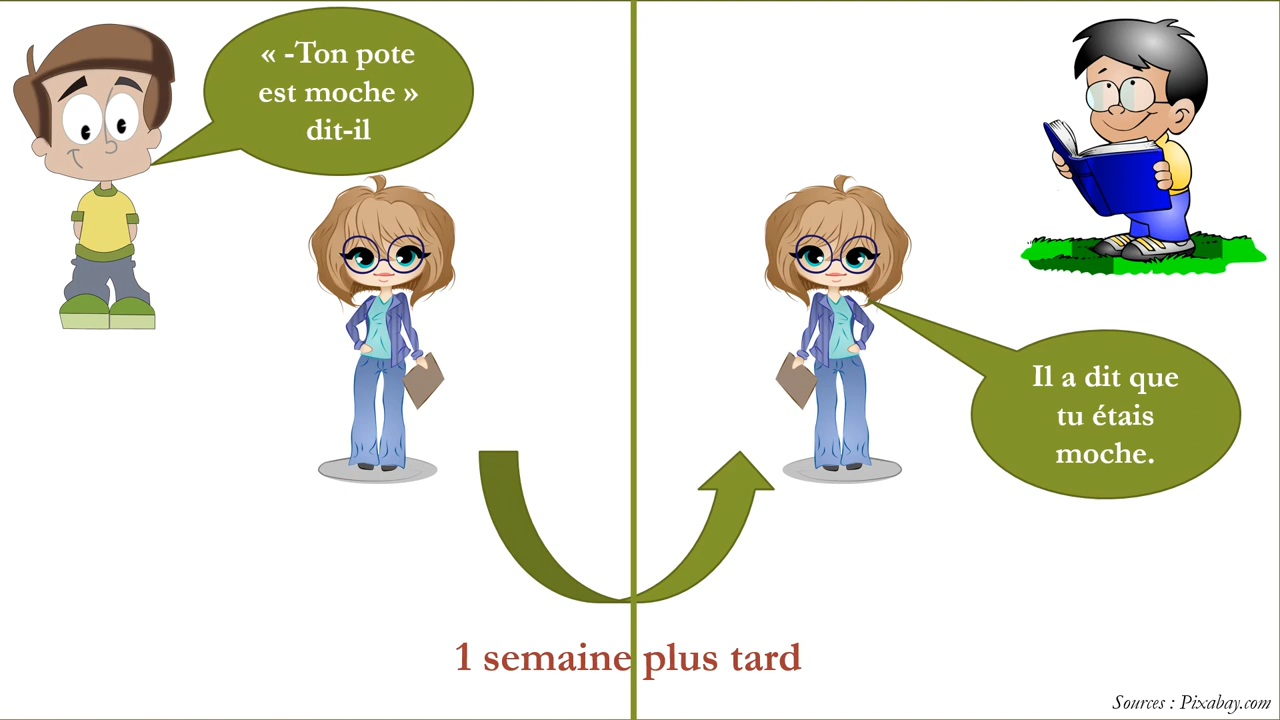 « -Ton pote
est moche »
dit-il
Il a dit que
tu étais
moche.
1 semaine plus tard
Sources : Pixabay.com